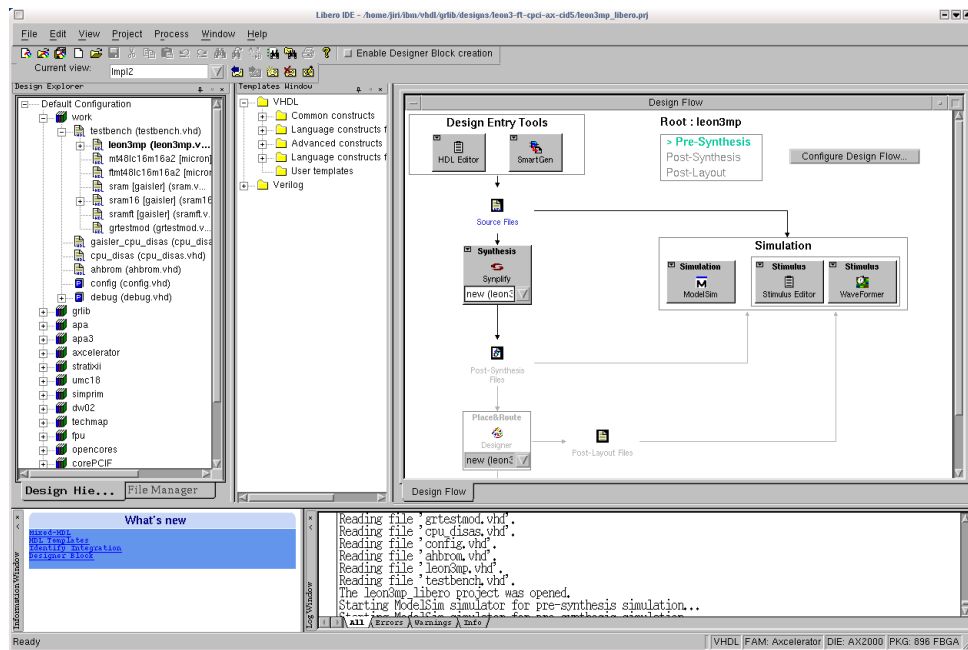 Libero IDE - /home/jiri/ibm/vhdl/grlib/designs/leon3-ft-cpci-ax-cid5/leon3mp_libero.prj
File Edit View Project Process Window Help
Enable Designer Block creation
Current view: Impl2
Design Explorer
Default Configuration
work
testbench (testbench.vhd)
leon3mp (leon3mp.v...
mt48lc16m16a2 [micron]
ftmt48lc16m16a2 [micror
sram [gaisler] (sram.v...
sram16 [gaisler] (sram16
sramft [gaisler] (sramft.v.
grtestmod (grtestmod.v...
gaisler_cpu_disas (cpu_disa
cpu_disas (cpu_disas.vhd)
ahbrom (ahbrom.vhd)
config (config.vhd)
debug (debug.vhd)
grlib
apa
apa3
axcelerator
stratixii
umc18
simprim
dw02
techmap
fpu
opencores
corePCIF
Design Hie... File Manager
Templates Window
VHDL
Common constructs
Language constructs f
Advanced constructs
Language constructs f
User templates
Verilog
Design Flow
Design Entry Tools
HDL Editor SmartGen
Root : leon3mp
> Pre-Synthesis
Post-Synthesis
Post-Layout
Configure Design Flow...
Source Files
Synthesis
Synplify
new (leon3
Simulation
Simulation
ModelSim
Stimulus
Stimulus Editor
Stimulus
WaveFormer
Post-Synthesis
Files
Place&Route
Designer
new (leon3
Post-Layout Files
Design Flow
Information Window
What's new
Mixed-HDL
HDL Templates
Identify Integration
Designer Block
Log Window
Reading file 'grtestmod.vhd'.
Reading file 'cpu_disas.vhd'.
Reading file 'config.vhd'.
Reading file 'ahbrom.vhd'.
Reading file 'leon3mp.vhd'.
Reading file 'testbench.vhd'.
The leon3mp_libero project was opened.
Starting ModelSim simulator for pre-synthesis simulation...
Starting ModelSim simulator for pre-synthesis simulation
All Errors Warnings Info
Ready
VHDL FAM: Axcelerator DIE: AX2000 PKG: 896 FBGA